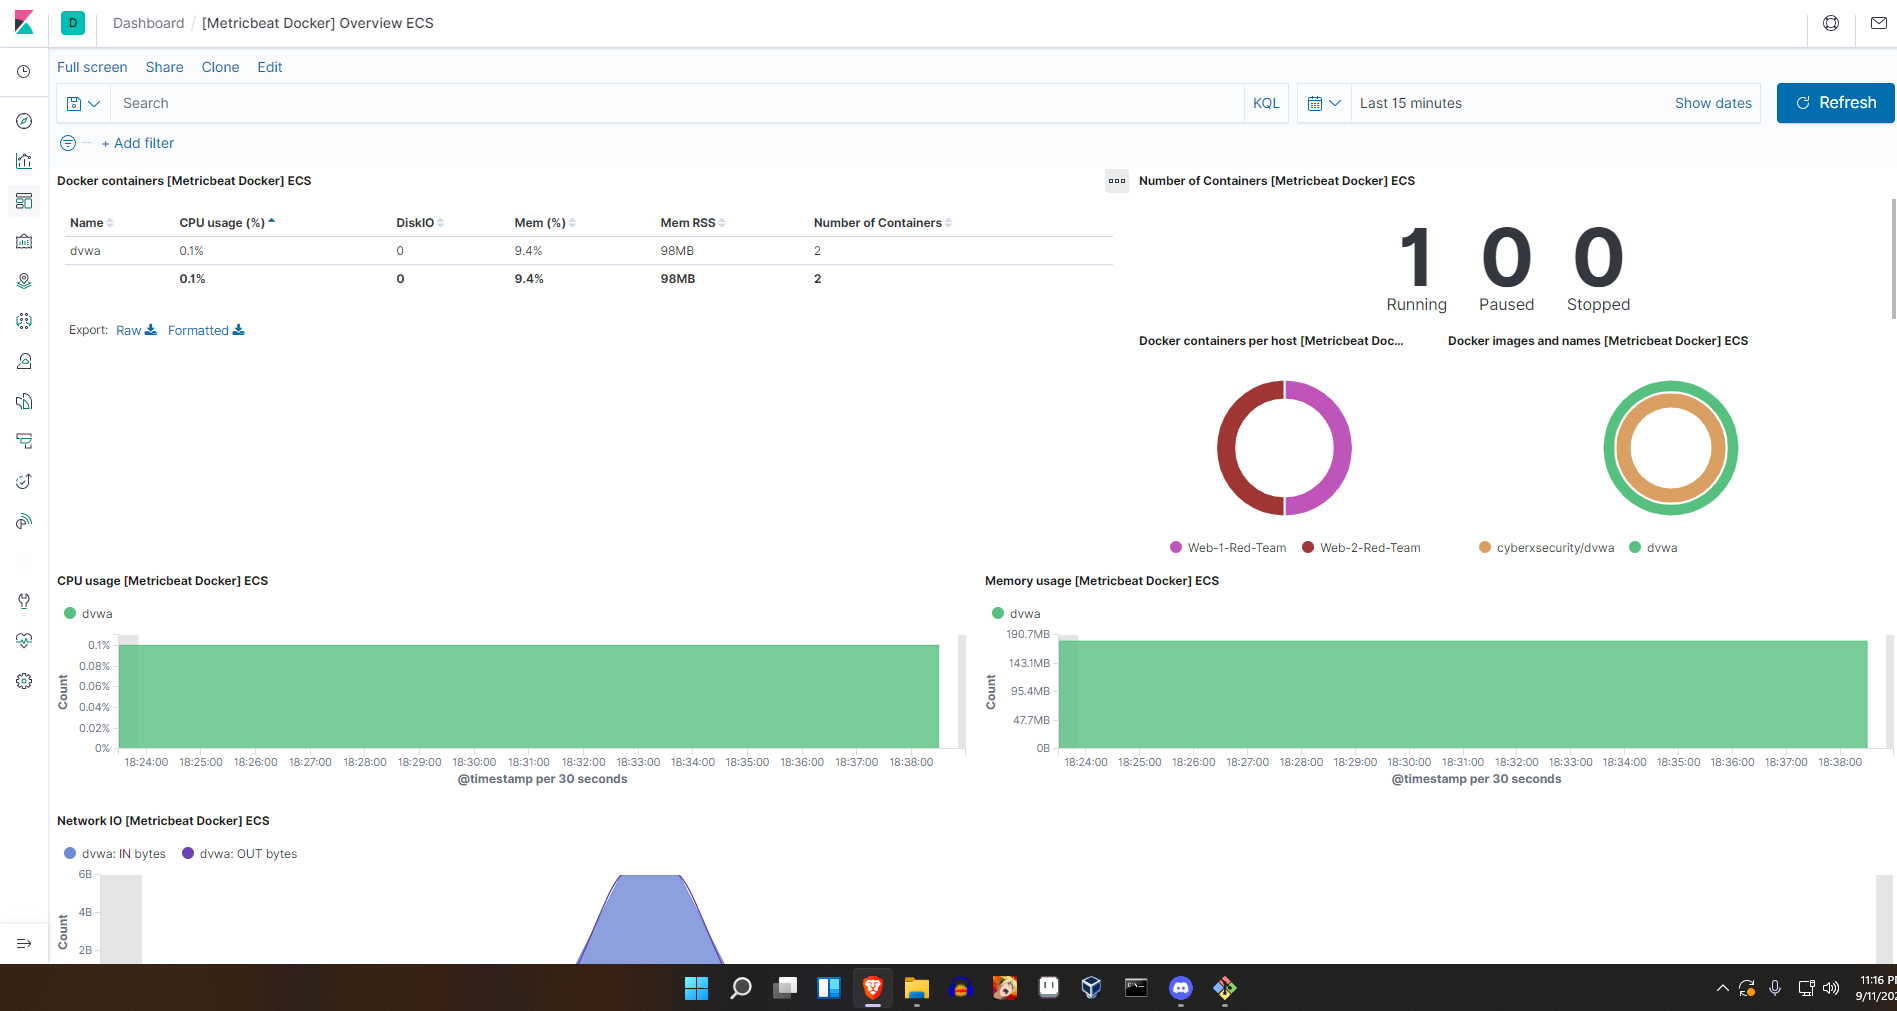 D Dashboard / [Metricbeat Docker] Overview ECS
Full screen Share Clone Edit
Search KQL Last 15 minutes Show dates Refresh
+ Add filter
Docker containers [Metricbeat Docker] ECS
Name CPU usage (%) DiskIO Mem (%) Mem RSS Number of Containers
dvwa 0.1% 0 9.4% 98MB 2
0.1% 0 9.4% 98MB 2
Export: Raw Formatted
Number of Containers [Metricbeat Docker] ECS
1 0 0
Running Paused Stopped
Docker containers per host [Metricbeat Doc...
Web-1-Red-Team Web-2-Red-Team
Docker images and names [Metricbeat Docker] ECS
cyberxsecurity/dvwa dvwa
CPU usage [Metricbeat Docker] ECS
dvwa
Count
0.1%
0.08%
0.06%
0.04%
0.02%
0%
18:24:00 18:25:00 18:26:00 18:27:00 18:28:00 18:29:00 18:30:00 18:31:00 18:32:00 18:33:00 18:34:00 18:35:00 18:36:00 18:37:00 18:38:00
@timestamp per 30 seconds
Memory usage [Metricbeat Docker] ECS
dvwa
Count
190.7MB
143.1MB
95.4MB
47.7MB
0B
18:24:00 18:25:00 18:26:00 18:27:00 18:28:00 18:29:00 18:30:00 18:31:00 18:32:00 18:33:00 18:34:00 18:35:00 18:36:00 18:37:00 18:38:00
@timestamp per 30 seconds
Network IO [Metricbeat Docker] ECS
dvwa: IN bytes dvwa: OUT bytes
Count
6B
4B
2B
11:16 P
9/11/202